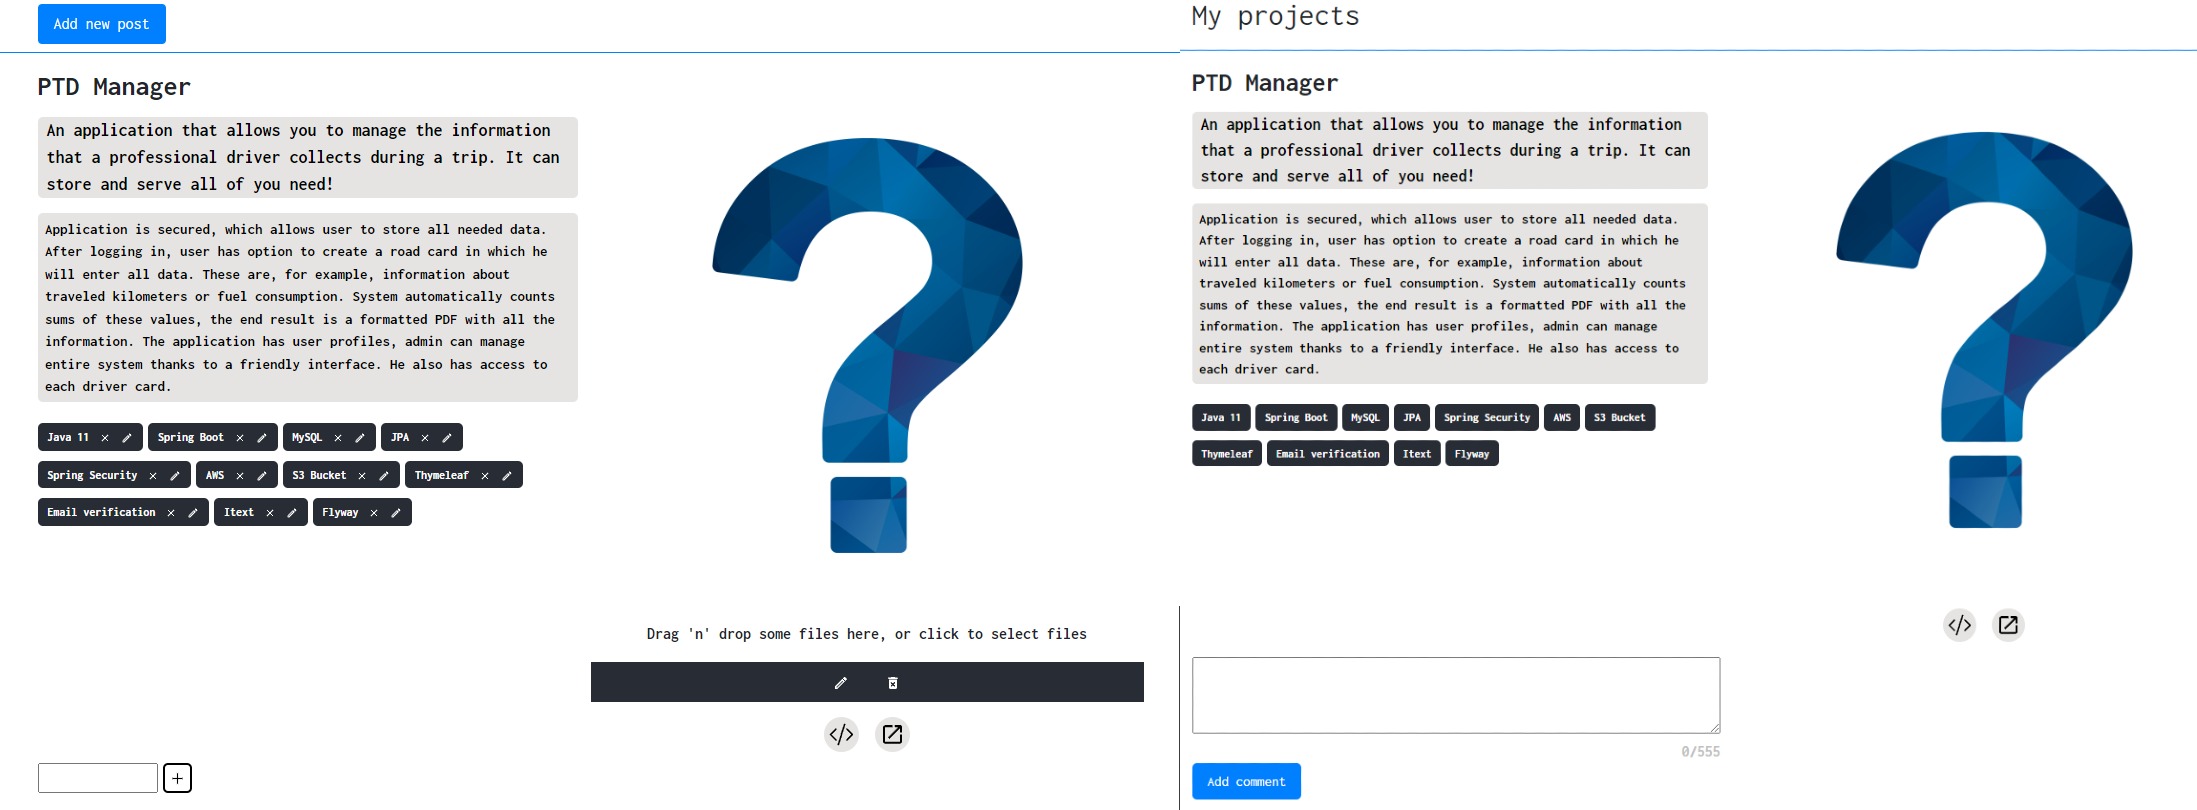 Add new post
PTD Manager
An application that allows you to manage the information
that a professional driver collects during a trip. It can
store and serve all of you need!
Application is secured, which allows user to store all needed data.
After logging in, user has option to create a road card in which he
will enter all data. These are, for example, information about
traveled kilometers or fuel consumption. System automatically counts
sums of these values, the end result is a formatted PDF with all the
information. The application has user profiles, admin can manage
entire system thanks to a friendly interface. He also has access to
each driver card.
Java 11 Spring Boot MySQL JPA
Spring Security AWS S3 Bucket Thymeleaf
Email verification Itext Flyway
Drag 'n' drop some files here, or click to select files
My projects
PTD Manager
An application that allows you to manage the information
that a professional driver collects during a trip. It can
store and serve all of you need!
Application is secured, which allows user to store all needed data.
After logging in, user has option to create a road card in which he
will enter all data. These are, for example, information about
traveled kilometers or fuel consumption. System automatically counts
sums of these values, the end result is a formatted PDF with all the
information. The application has user profiles, admin can manage
entire system thanks to a friendly interface. He also has access to
each driver card.
Java 11 Spring Boot MySQL JPA Spring Security AWS S3 Bucket
Thymeleaf Email verification Itext Flyway
0/555
Add comment